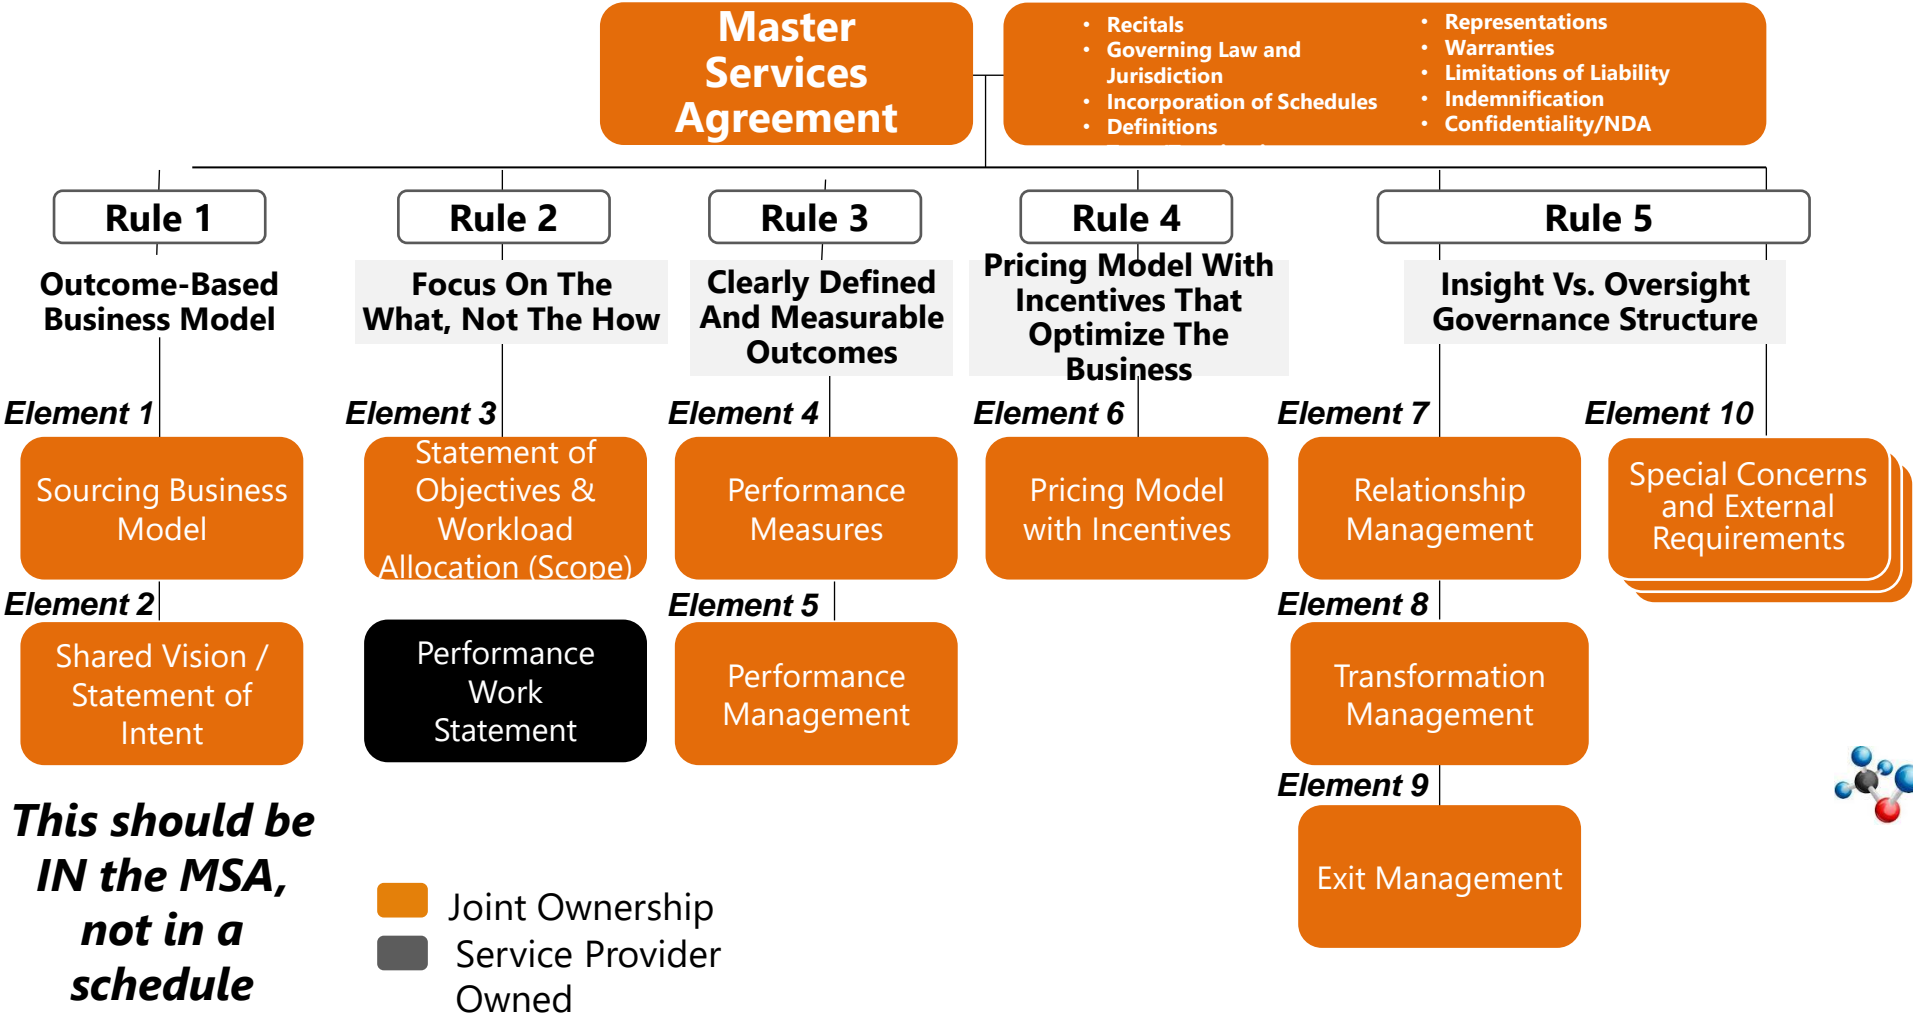 Master
Services
Agreement
• Recitals
• Governing Law and
Jurisdiction
• Incorporation of Schedules
• Definitions
• Representations
• Warranties
• Limitations of Liability
• Indemnification
• Confidentiality/NDA
Rule 1
Rule 2
Rule 3
Rule 4
Rule 5
Outcome-Based
Business Model
Focus On The
What, Not The How
Clearly Defined
And Measurable
Outcomes
Pricing Model With
Incentives That
Optimize The
Business
Insight Vs. Oversight
Governance Structure
Element 1
Sourcing Business
Model
Element 2
Shared Vision /
Statement of
Intent
This should be
IN the MSA,
not in a
schedule
Element 3
Statement of
Objectives &
Workload
Allocation (Scope)
Performance
Work
Statement
Element 4
Performance
Measures
Element 5
Performance
Management
Element 6
Pricing Model
with Incentives
Element 7
Relationship
Management
Element 8
Transformation
Management
Element 9
Exit Management
Element 10
Special Concerns
and External
Requirements
Joint Ownership
Service Provider
Owned